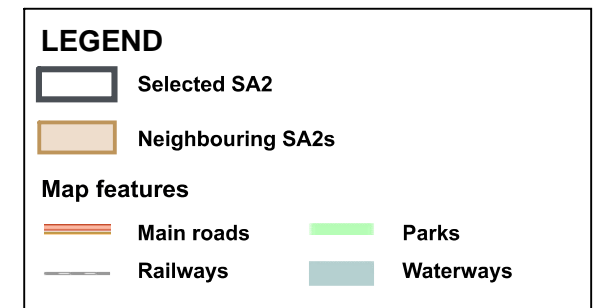 LEGEND
Selected SA2
Neighbouring SA2s
Map features
Main roads
Parks
Railways
Waterways